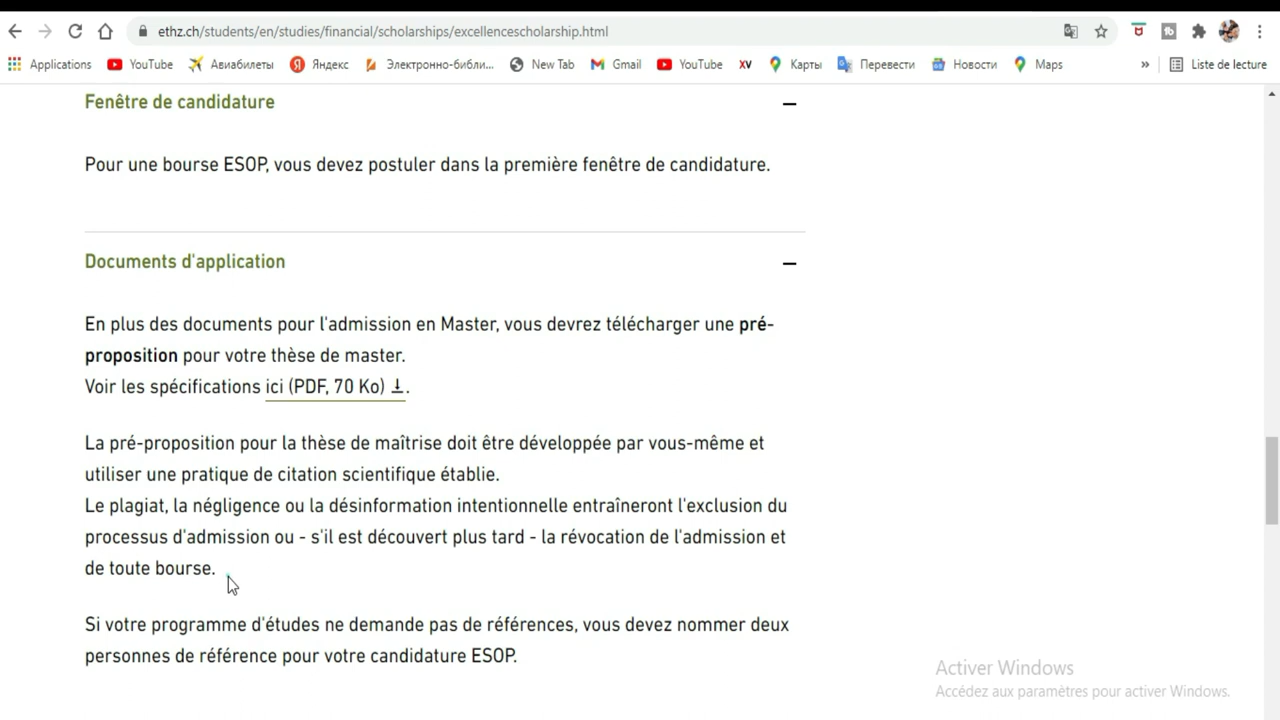 ethz.ch/students/en/studies/financial/scholarships/excellencescholarship.html
Applications YouTube Авиабилеты Яндекс Электронно-библи... New Tab Gmail YouTube XV Карты Перевести Новости Maps » Liste de lecture
Fenêtre de candidature
Pour une bourse ESOP, vous devez postuler dans la première fenêtre de candidature.
Documents d'application
En plus des documents pour l'admission en Master, vous devrez télécharger une pré-
proposition pour votre thèse de master.
Voir les spécifications ici (PDF, 70 Ko).
La pré-proposition pour la thèse de maîtrise doit être développée par vous-même et
utiliser une pratique de citation scientifique établie.
Le plagiat, la négligence ou la désinformation intentionnelle entraîneront l'exclusion du
processus d'admission ou - s'il est découvert plus tard - la révocation de l'admission et
de toute bourse.
Si votre programme d'études ne demande pas de références, vous devez nommer deux
personnes de référence pour votre candidature ESOP.
Activer Windows
Accédez aux paramètres pour activer Windows.